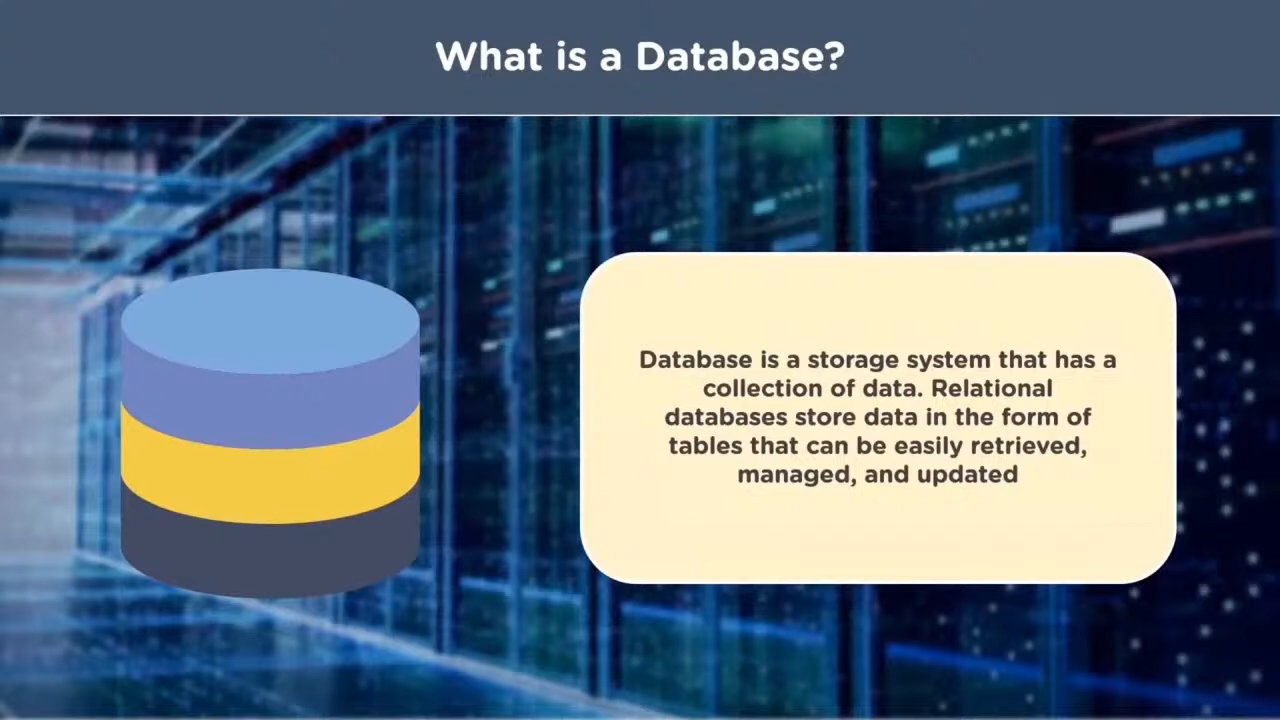 What is a Database?
Database is a storage system that has a
collection of data. Relational
databases store data in the form of
tables that can be easily retrieved,
managed, and updated